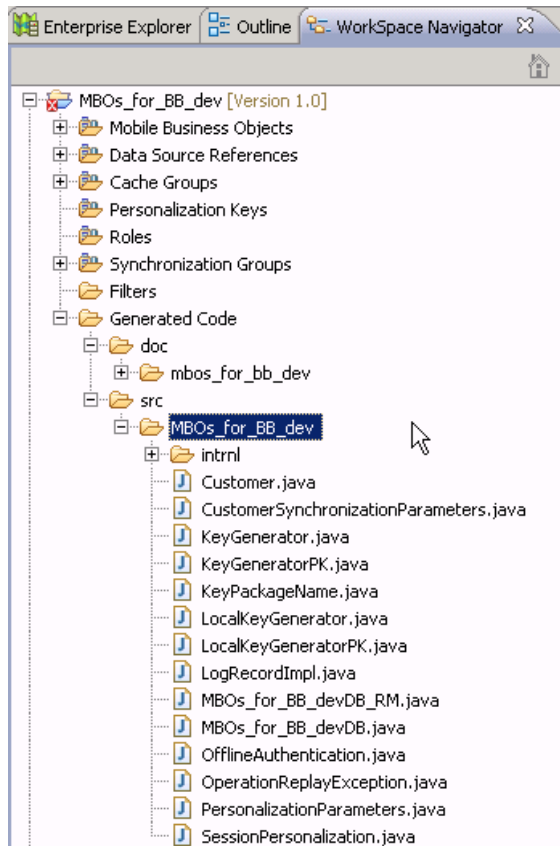 Enterprise Explorer Outline WorkSpace Navigator
MBOs_for_BB_dev [Version 1.0]
Mobile Business Objects
Data Source References
Cache Groups
Personalization Keys
Roles
Synchronization Groups
Filters
Generated Code
doc
mbos_for_bb_dev
src
MBOs_for_BB_dev
intrnl
Customer.java
CustomerSynchronizationParameters.java
KeyGenerator.java
KeyGeneratorPK.java
KeyPackageName.java
LocalKeyGenerator.java
LocalKeyGeneratorPK.java
LogRecordImpl.java
MBOs_for_BB_devDB_RM.java
MBOs_for_BB_devDB.java
OfflineAuthentication.java
OperationReplayException.java
PersonalizationParameters.java
SessionPersonalization.java